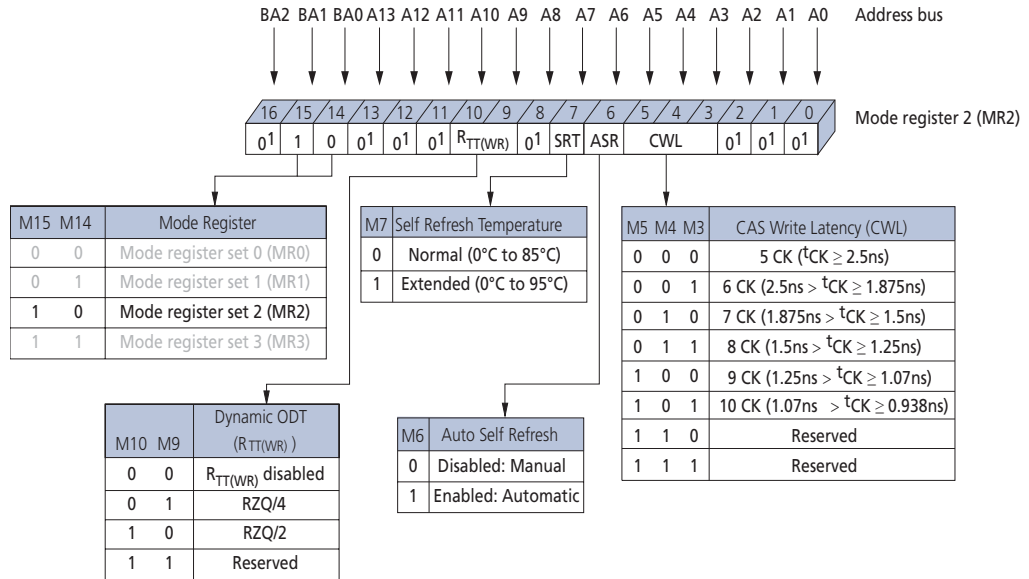 BA2 BA1 BA0 A13 A12 A11 A10 A9 A8 A7 A6 A5 A4 A3 A2 A1 A0 Address bus
16 15 14 13 12 11 10 9 8 7 6 5 4 3 2 1 0
Mode register 2 (MR2)
0¹ 1 0 0¹ 0¹ 0¹ RTT(WR) 0¹ SRT ASR CWL 0¹ 0¹ 0¹
M15 M14 Mode Register
0 0 Mode register set 0 (MR0)
0 1 Mode register set 1 (MR1)
1 0 Mode register set 2 (MR2)
1 1 Mode register set 3 (MR3)
M7 Self Refresh Temperature
0 Normal (0°C to 85°C)
1 Extended (0°C to 95°C)
M5 M4 M3 CAS Write Latency (CWL)
0 0 0 5 CK (tCK ≥ 2.5ns)
0 0 1 6 CK (2.5ns > tCK ≥ 1.875ns)
0 1 0 7 CK (1.875ns > tCK ≥ 1.5ns)
0 1 1 8 CK (1.5ns > tCK ≥ 1.25ns)
1 0 0 9 CK (1.25ns > tCK ≥ 1.07ns)
1 0 1 10 CK (1.07ns > tCK ≥ 0.938ns)
1 1 0 Reserved
1 1 1 Reserved
Dynamic ODT
M10 M9 (RTT(WR) )
0 0 RTT(WR) disabled
0 1 RZQ/4
1 0 RZQ/2
1 1 Reserved
M6 Auto Self Refresh
0 Disabled: Manual
1 Enabled: Automatic